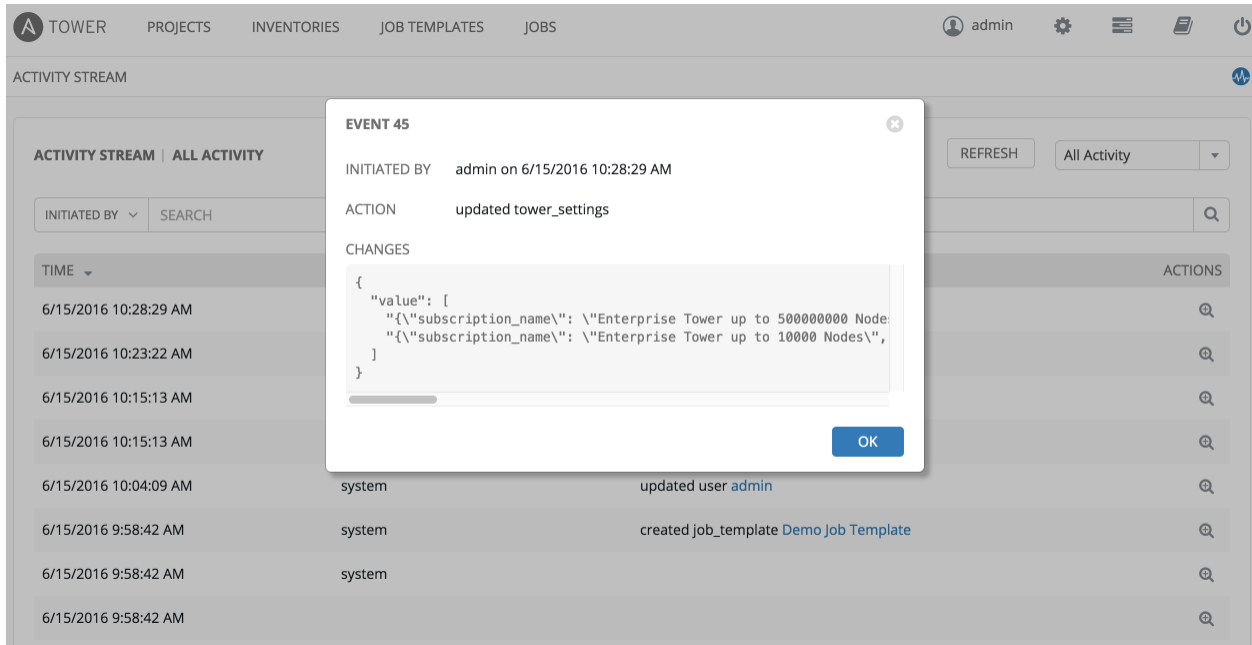 A TOWER PROJECTS INVENTORIES JOB TEMPLATES JOBS admin
ACTIVITY STREAM
EVENT 45
INITIATED BY admin on 6/15/2016 10:28:29 AM
ACTION updated tower_settings
CHANGES
{
"value": [
"{\"subscription_name\": \"Enterprise Tower up to 500000000 Nodes
"{\"subscription_name\": \"Enterprise Tower up to 10000 Nodes\",
]
}
OK
ACTIVITY STREAM | ALL ACTIVITY REFRESH All Activity
INITIATED BY SEARCH
TIME ACTIONS
6/15/2016 10:28:29 AM
6/15/2016 10:23:22 AM
6/15/2016 10:15:13 AM
6/15/2016 10:15:13 AM
6/15/2016 10:04:09 AM system updated user admin
6/15/2016 9:58:42 AM system created job_template Demo Job Template
6/15/2016 9:58:42 AM system
6/15/2016 9:58:42 AM